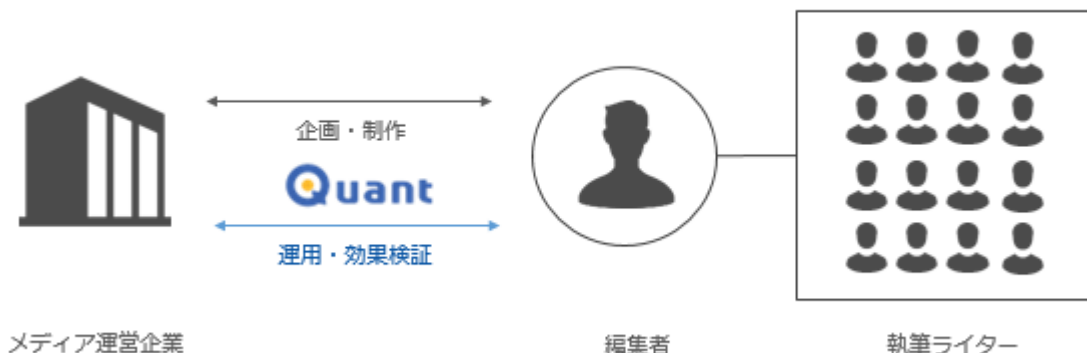 企画・制作
Quant
運用・効果検証
メディア運営企業
編集者
執筆ライター